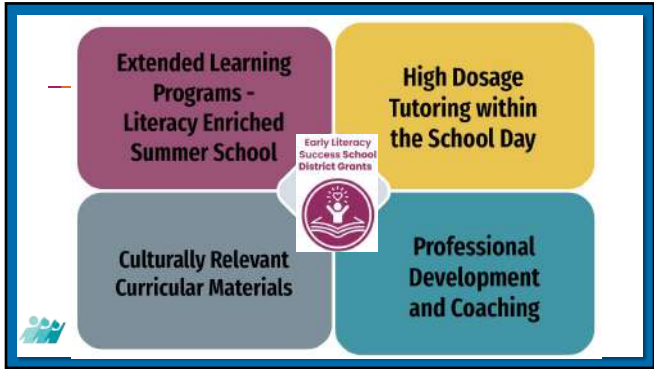 Extended Learning
Programs -
Literacy Enriched
Summer School
High Dosage
Tutoring within
the School Day
Early Literacy
Success School
District Grants
Culturally Relevant
Curricular Materials
Professional
Development
and Coaching